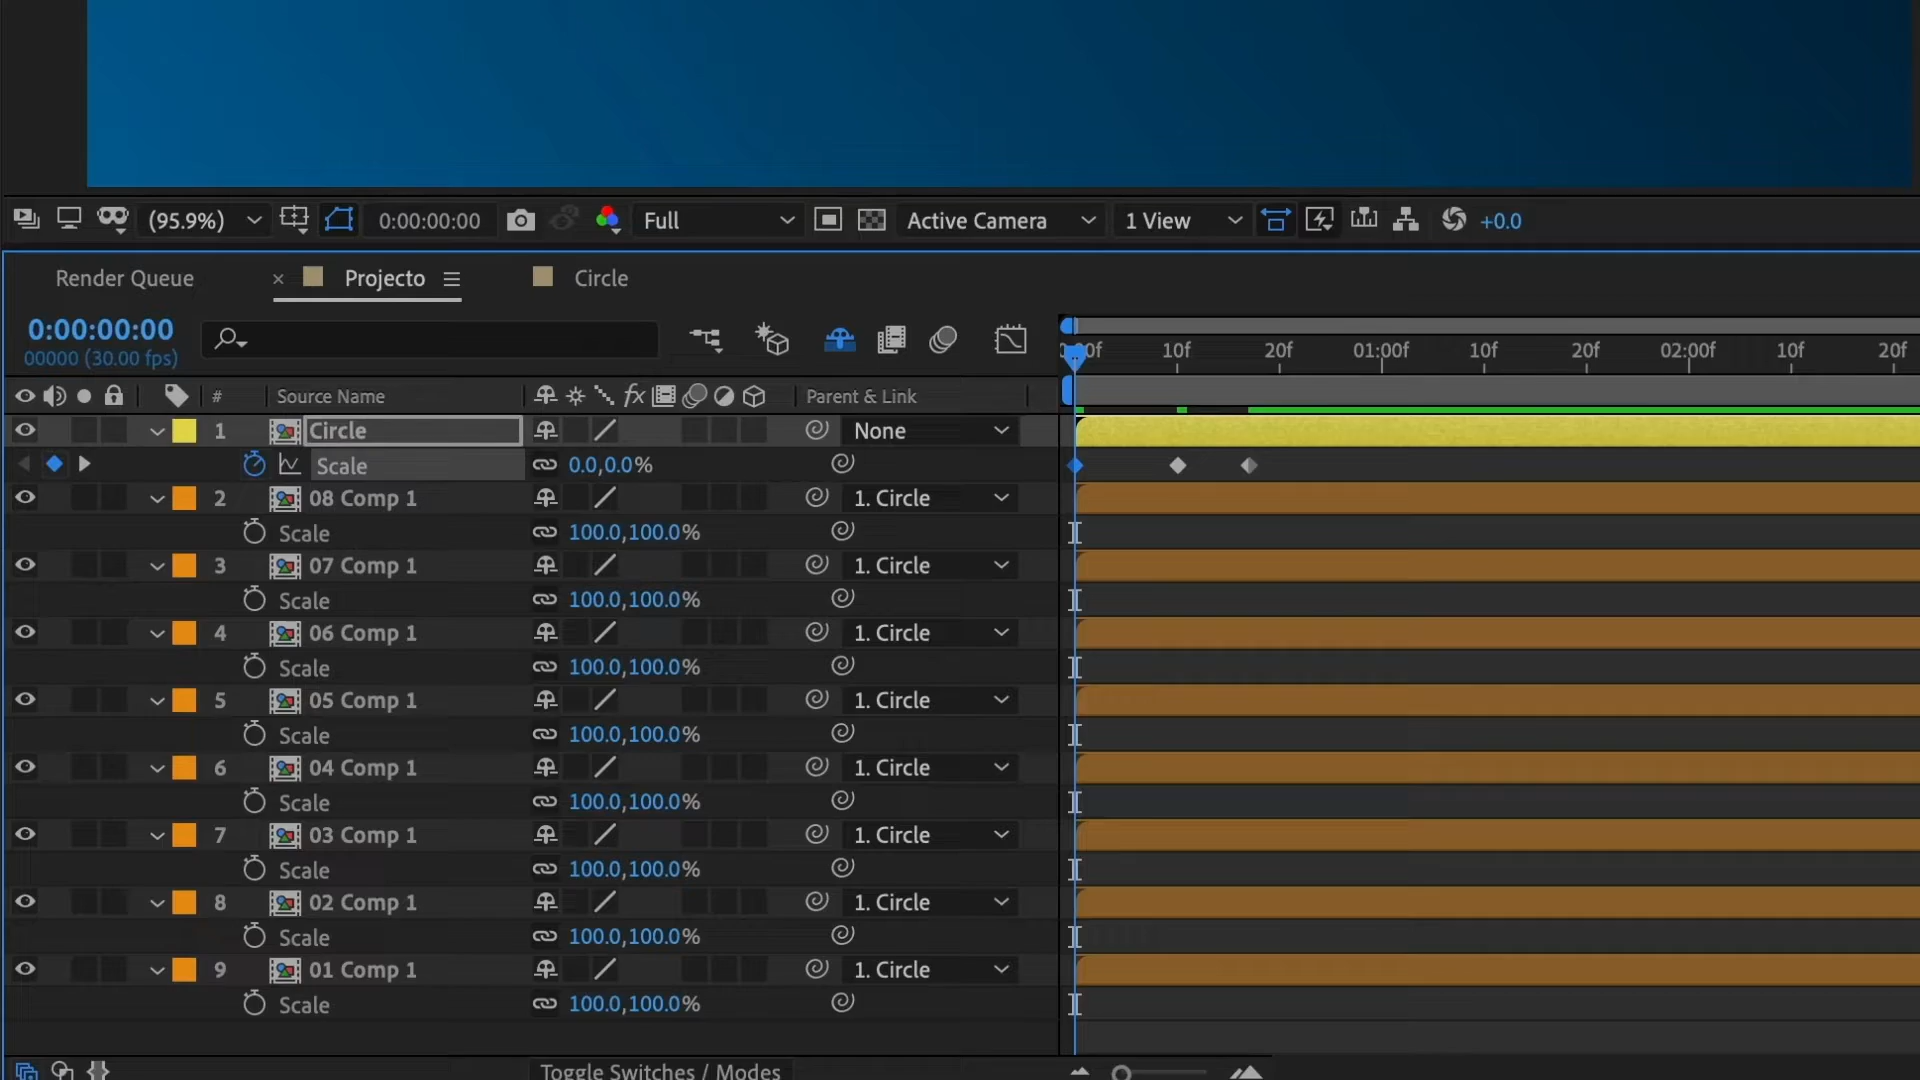 (95.9%) 0:00:00:00 Full Active Camera 1 View +0.0
Render Queue × Projecto Circle
0:00:00:00
00000 (30.00 fps)
10f 20f 01:00f 10f 20f 02:00f 10f 20f
# Source Name fx Parent & Link
1 Circle None
Scale 0.0,0.0%
2 08 Comp 1 1. Circle
Scale 100.0,100.0%
3 07 Comp 1 1. Circle
Scale 100.0,100.0%
4 06 Comp 1 1. Circle
Scale 100.0,100.0%
5 05 Comp 1 1. Circle
Scale 100.0,100.0%
6 04 Comp 1 1. Circle
Scale 100.0,100.0%
7 03 Comp 1 1. Circle
Scale 100.0,100.0%
8 02 Comp 1 1. Circle
Scale 100.0,100.0%
9 01 Comp 1 1. Circle
Scale 100.0,100.0%
Toggle Switches / Modes